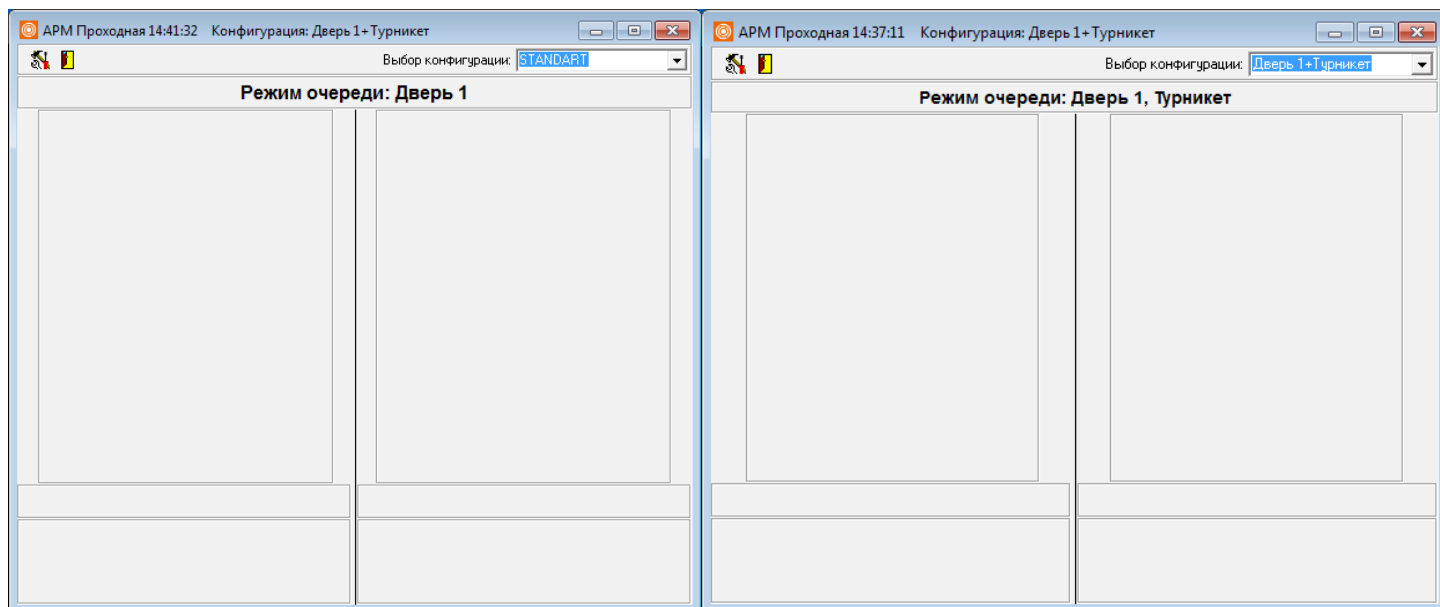 АРМ Проходная 14:41:32 Конфигурация: Дверь 1+Турникет
Выбор конфигурации: STANDART
Режим очереди: Дверь 1
АРМ Проходная 14:37:11 Конфигурация: Дверь 1+Турникет
Выбор конфигурации: Дверь 1+Турникет
Режим очереди: Дверь 1, Турникет